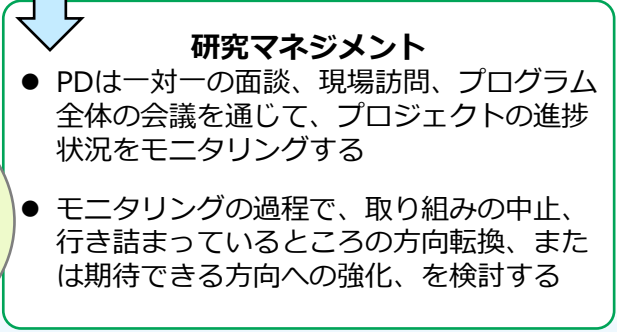 研究マネジメント
● PDは一対一の面談、現場訪問、プログラム
全体の会議を通じて、プロジェクトの進捗
状況をモニタリングする
● モニタリングの過程で、取り組みの中止、
行き詰まっているところの方向転換、また
は期待できる方向への強化、を検討する